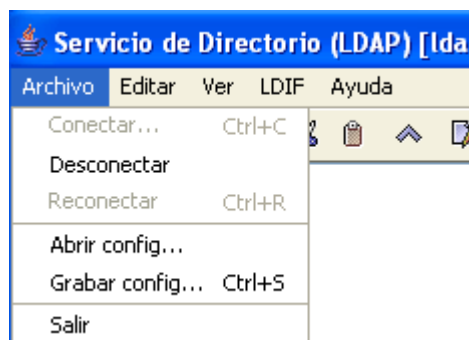 Servicio de Directorio (LDAP) [lda
Archivo Editar Ver LDIF Ayuda
Conectar... Ctrl+C
Desconectar
Reconectar Ctrl+R
Abrir config...
Grabar config... Ctrl+S
Salir